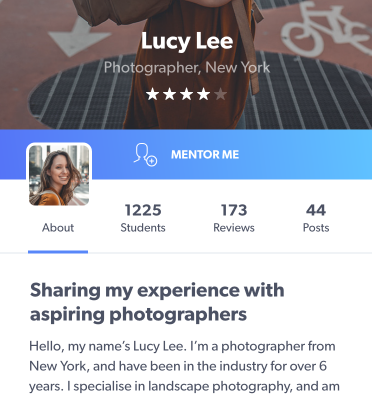 Lucy Lee
Photographer, New York
MENTOR ME
1225
173
44
About
Students
Reviews
Posts
Sharing my experience with
aspiring photographers
Hello, my name's Lucy Lee. I'm a photographer from
New York, and have been in the industry for over 6
years. I specialise in landscape photography, and am